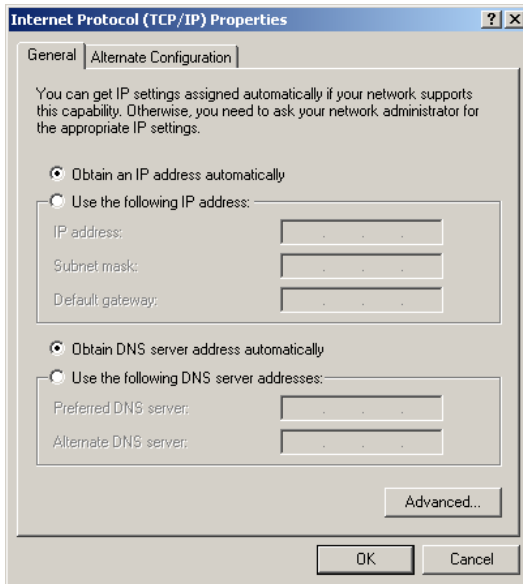 Internet Protocol (TCP/IP) Properties
General
Alternate Configuration
You can get IP settings assigned automatically if your network supports
this capability. Otherwise, you need to ask your network administrator for
the appropriate IP settings.
Obtain an IP address automatically
Use the following IP address:
IP address:
Subnet mask:
Default gateway:
Obtain DNS server address automatically
Use the following DNS server addresses:
Preferred DNS server:
Alternate DNS server:
Advanced...
OK
Cancel